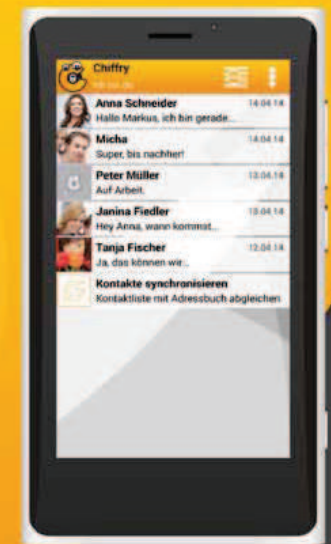 Chiffry
Anna Schneider 14.04.14
Hallo Markus, ich bin gerade...
Micha 14.04.14
Super, bis nachher!
Peter Müller 13.04.14
Auf Arbeit.
Janina Fiedler 13.04.14
Hey Anna, wann kommst...
Tanja Fischer 12.04.14
Ja, das können wir...
Kontakte synchronisieren
Kontaktliste mit Adressbuch abgleichen